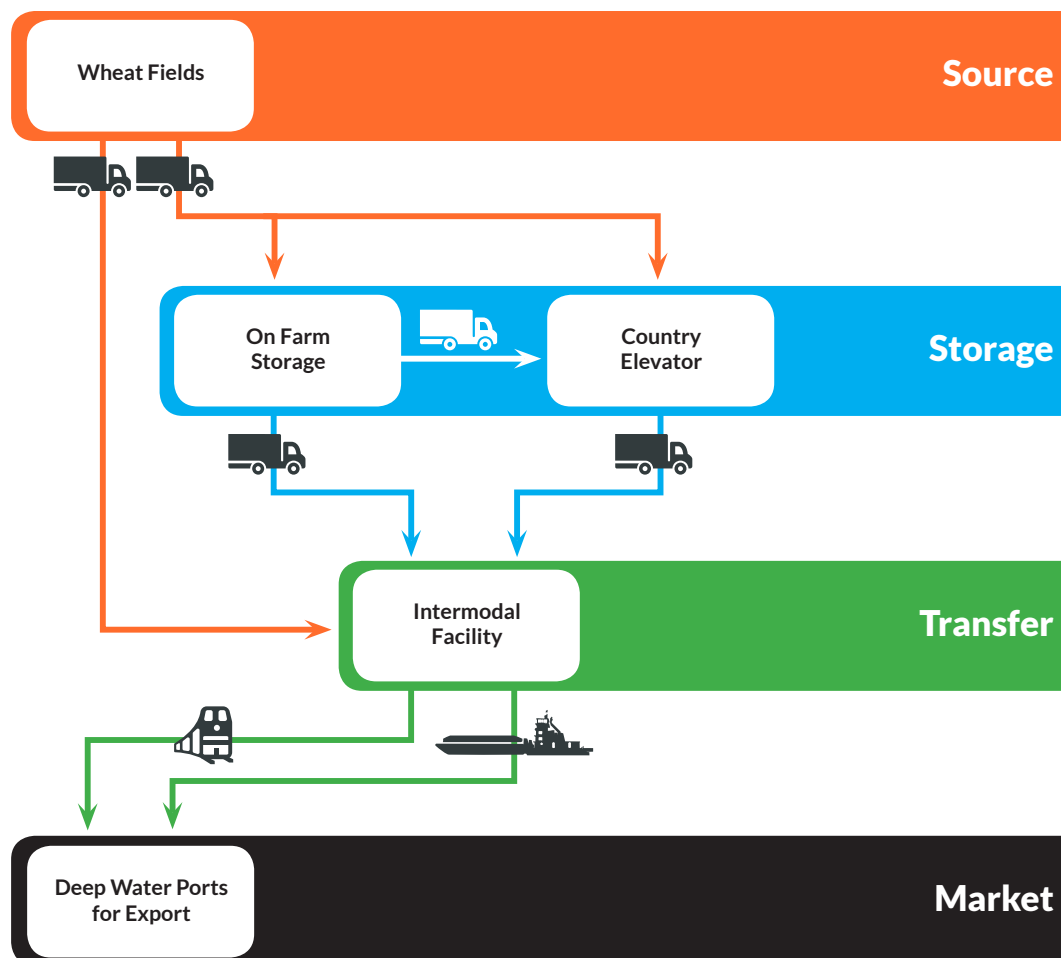 Wheat Fields
Source
On Farm
Storage
Country
Elevator
Storage
Intermodal
Facility
Transfer
Deep Water Ports
for Export
Market